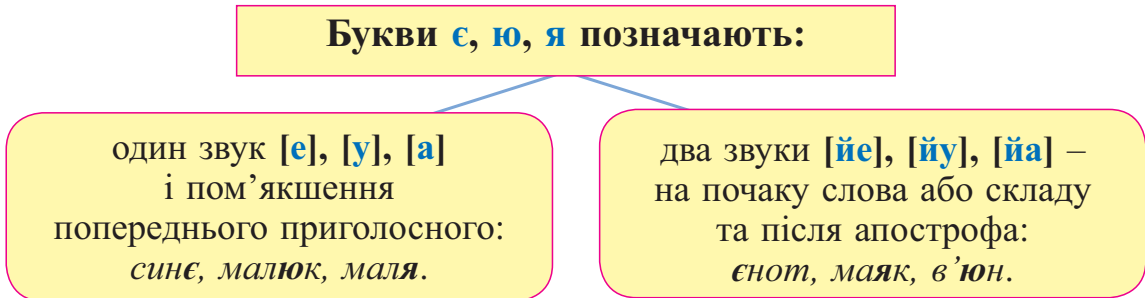 Букви є, ю, я позначають:
один звук [е], [у], [а]
і пом’якшення
попереднього приголосного:
синє, малюк, маля.
два звуки [йе], [йу], [йа] –
на почаку слова або складу
та після апострофа:
єнот, маяк, в’юн.